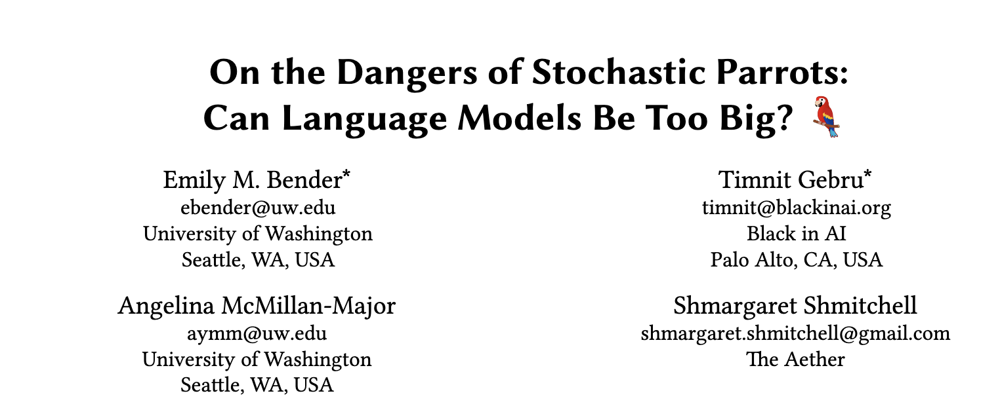 On the Dangers of Stochastic Parrots:
Can Language Models Be Too Big? 🦜
Emily M. Bender*
ebender@uw.edu
University of Washington
Seattle, WA, USA
Timnit Gebru*
timnit@blackinai.org
Black in AI
Palo Alto, CA, USA
Angelina McMillan-Major
aymm@uw.edu
University of Washington
Seattle, WA, USA
Shmargaret Shmitchell
shmargaret.shmitchell@gmail.com
The Aether